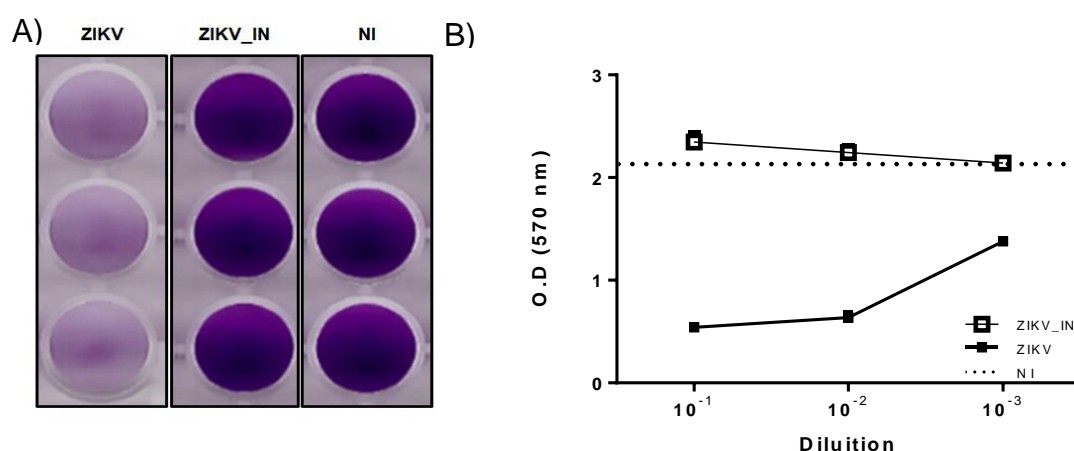 A) ZIKV ZIKV_IN NI B)
3
2
1
0
O.D (570 nm)
ZIKV_IN
ZIKV
NI
10-1 10-2 10-3
Diluition